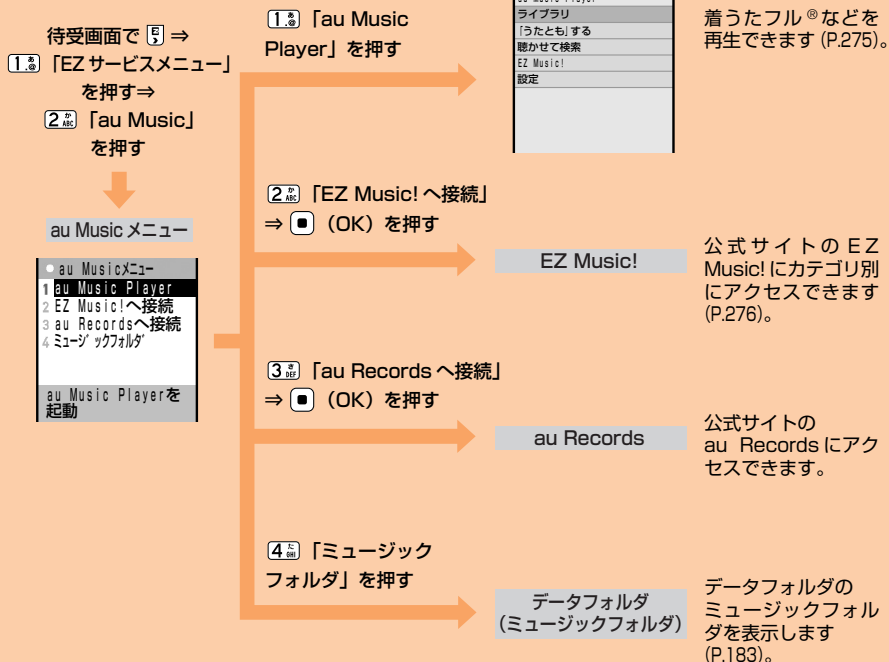 待受画面で ⇒
1 「EZサービスメニュー」
を押す⇒
2 「au Music」
を押す
au Music メニュー
au Musicメニュー
1 au Music Player
2 EZ Music!へ接続
3 au Recordsへ接続
4 ミュージックフォルダ
au Music Playerを
起動
1 「au Music
Player」を押す
au Music Player
ライブラリ
「うたとも」する
聴かせて検索
EZ Music!
設定
着うたフル®などを
再生できます(P.275)。
2 「EZ Music!へ接続」
⇒ (OK)を押す
EZ Music!
公式サイトのEZ
Music!にカテゴリ別
にアクセスできます
(P.276)。
3 「au Recordsへ接続」
⇒ (OK)を押す
au Records
公式サイトの
au Recordsにアク
セスできます。
4 「ミュージック
フォルダ」を押す
データフォルダ
(ミュージックフォルダ)
データフォルダの
ミュージックフォル
ダを表示します
(P.183)。